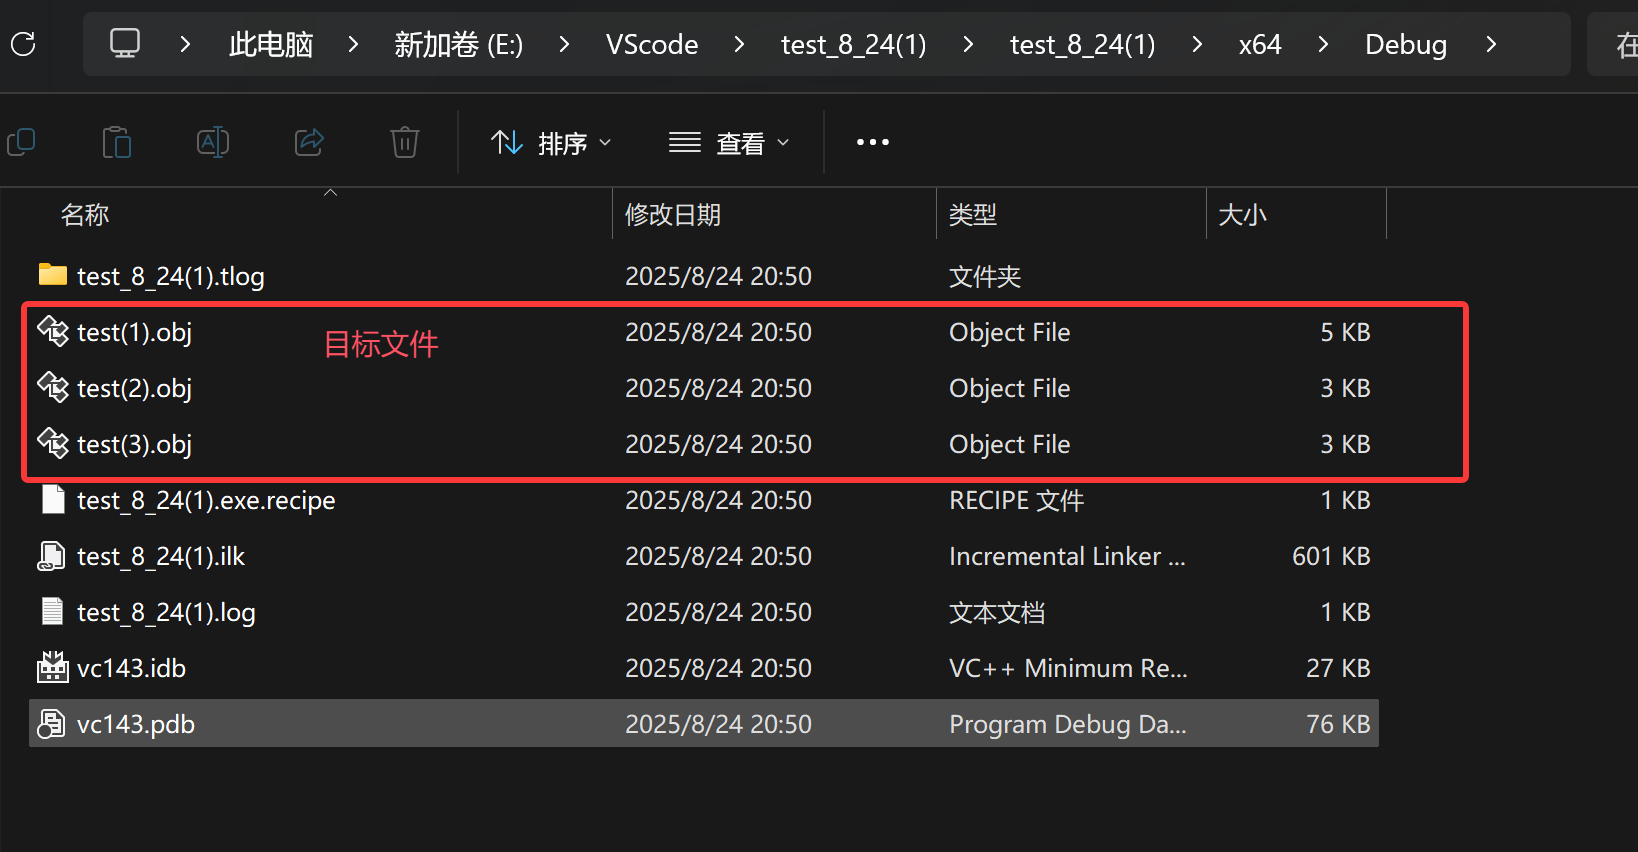 此电脑 > 新加卷 (E:) > VScode > test_8_24(1) > test_8_24(1) > x64 > Debug >
在
排序 查看
名称 修改日期 类型 大小
test_8_24(1).tlog 2025/8/24 20:50 文件夹
test(1).obj 2025/8/24 20:50 Object File 5 KB
目标文件
test(2).obj 2025/8/24 20:50 Object File 3 KB
test(3).obj 2025/8/24 20:50 Object File 3 KB
test_8_24(1).exe.recipe 2025/8/24 20:50 RECIPE 文件 1 KB
test_8_24(1).ilk 2025/8/24 20:50 Incremental Linker ... 601 KB
test_8_24(1).log 2025/8/24 20:50 文本文档 1 KB
vc143.idb 2025/8/24 20:50 VC++ Minimum Re... 27 KB
vc143.pdb 2025/8/24 20:50 Program Debug Da... 76 KB